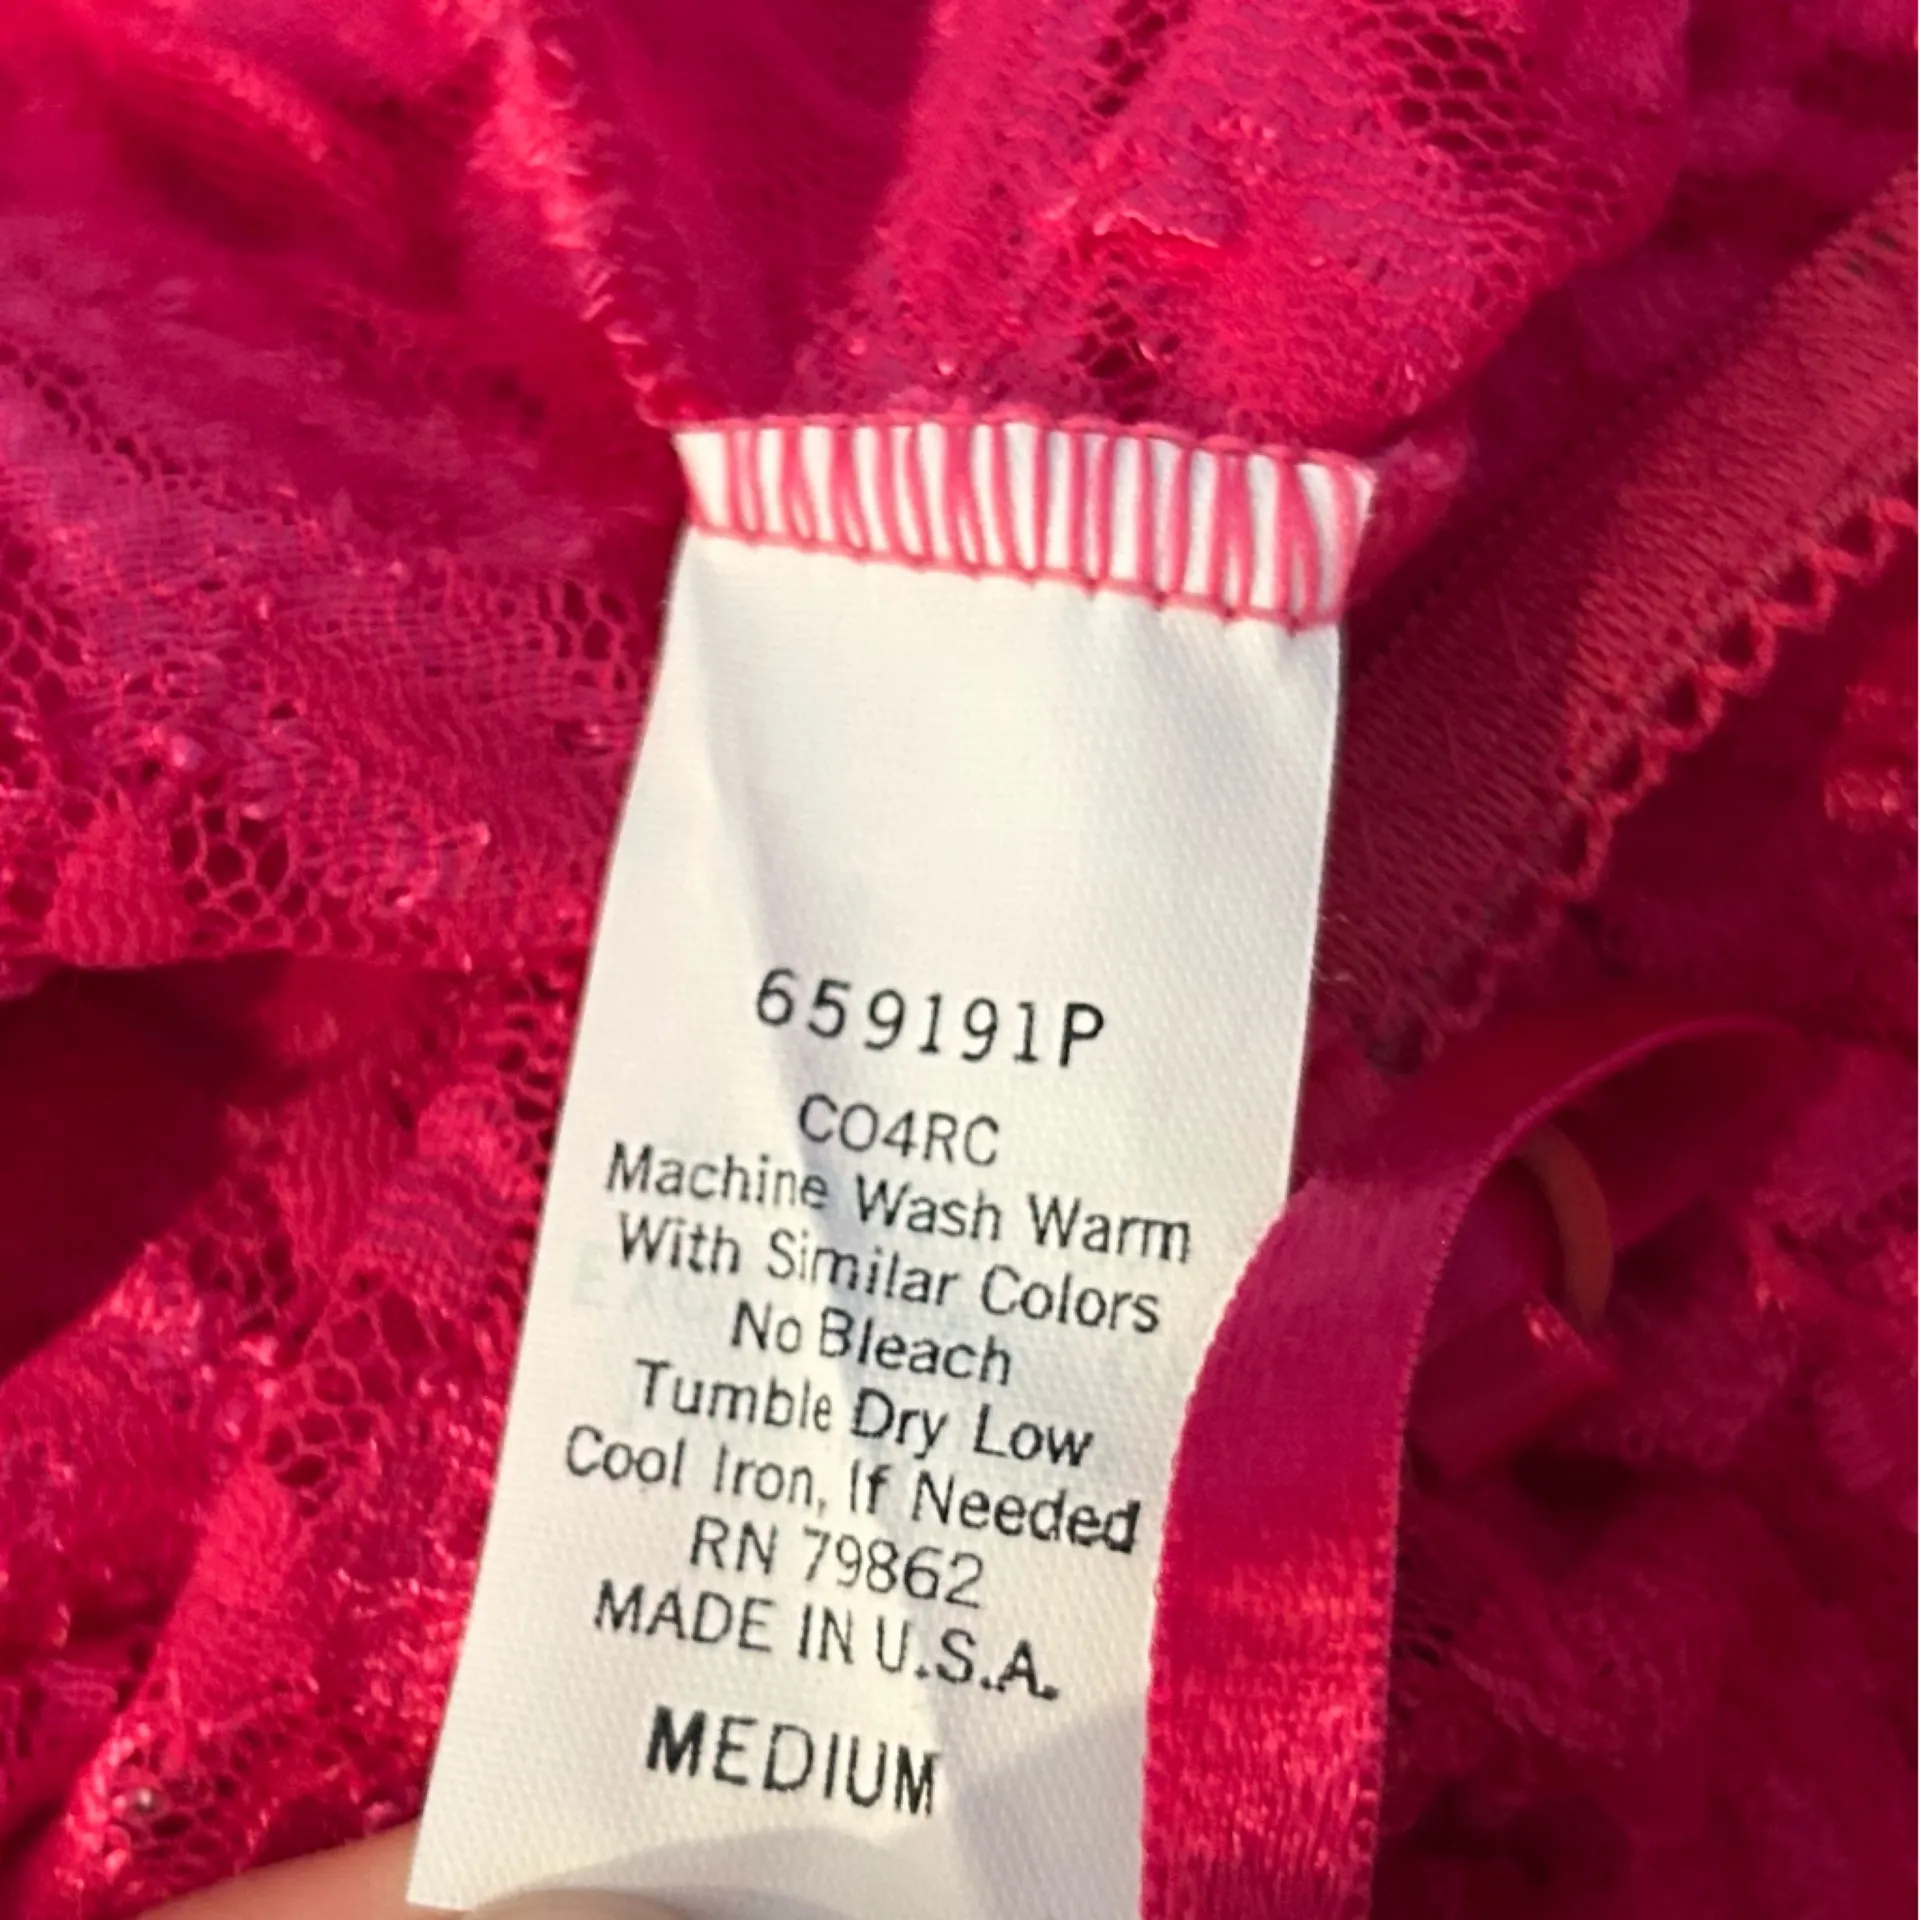 659191P
CO4RC
Machine Wash Warm
With Similar Colors
No Bleach
Tumble Dry Low
Cool Iron, If Needed
RN 79862
MADE IN U.S.A.
MEDIUM